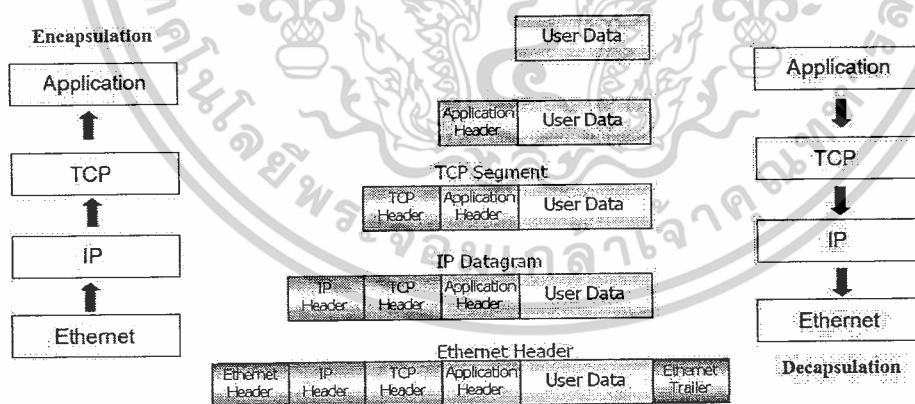 Encapsulation
Application
TCP
IP
Ethernet
User Data
Application Header User Data
TCP Segment
TCP Header Application Header User Data
IP Datagram
IP Header TCP Header Application Header User Data
Ethernet Header
Ethernet Header IP Header TCP Header Application Header User Data Ethernet Trailer
Application
TCP
IP
Ethernet
Decapsulation